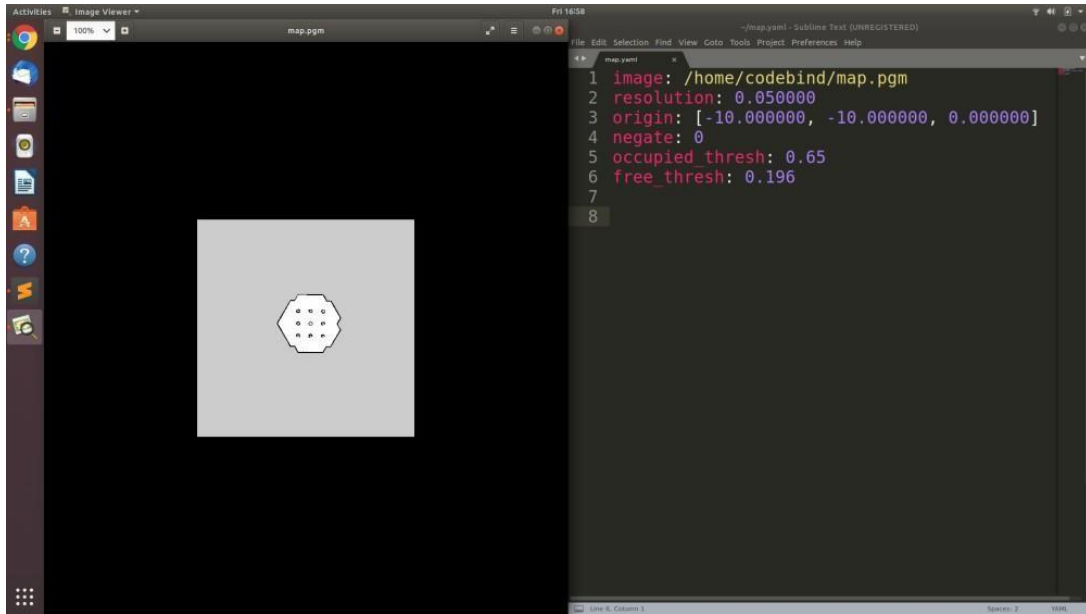 Activities
Image Viewer
Fri 16:58
100%
map.pgm
~/map.yaml - Sublime Text (UNREGISTERED)
File Edit Selection Find View Goto Tools Project Preferences Help
map.yaml x
1 image: /home/codebind/map.pgm
2 resolution: 0.050000
3 origin: [-10.000000, -10.000000, 0.000000]
4 negate: 0
5 occupied_thresh: 0.65
6 free_thresh: 0.196
7
8
Line 8, Column 1
Spaces: 2
YAML